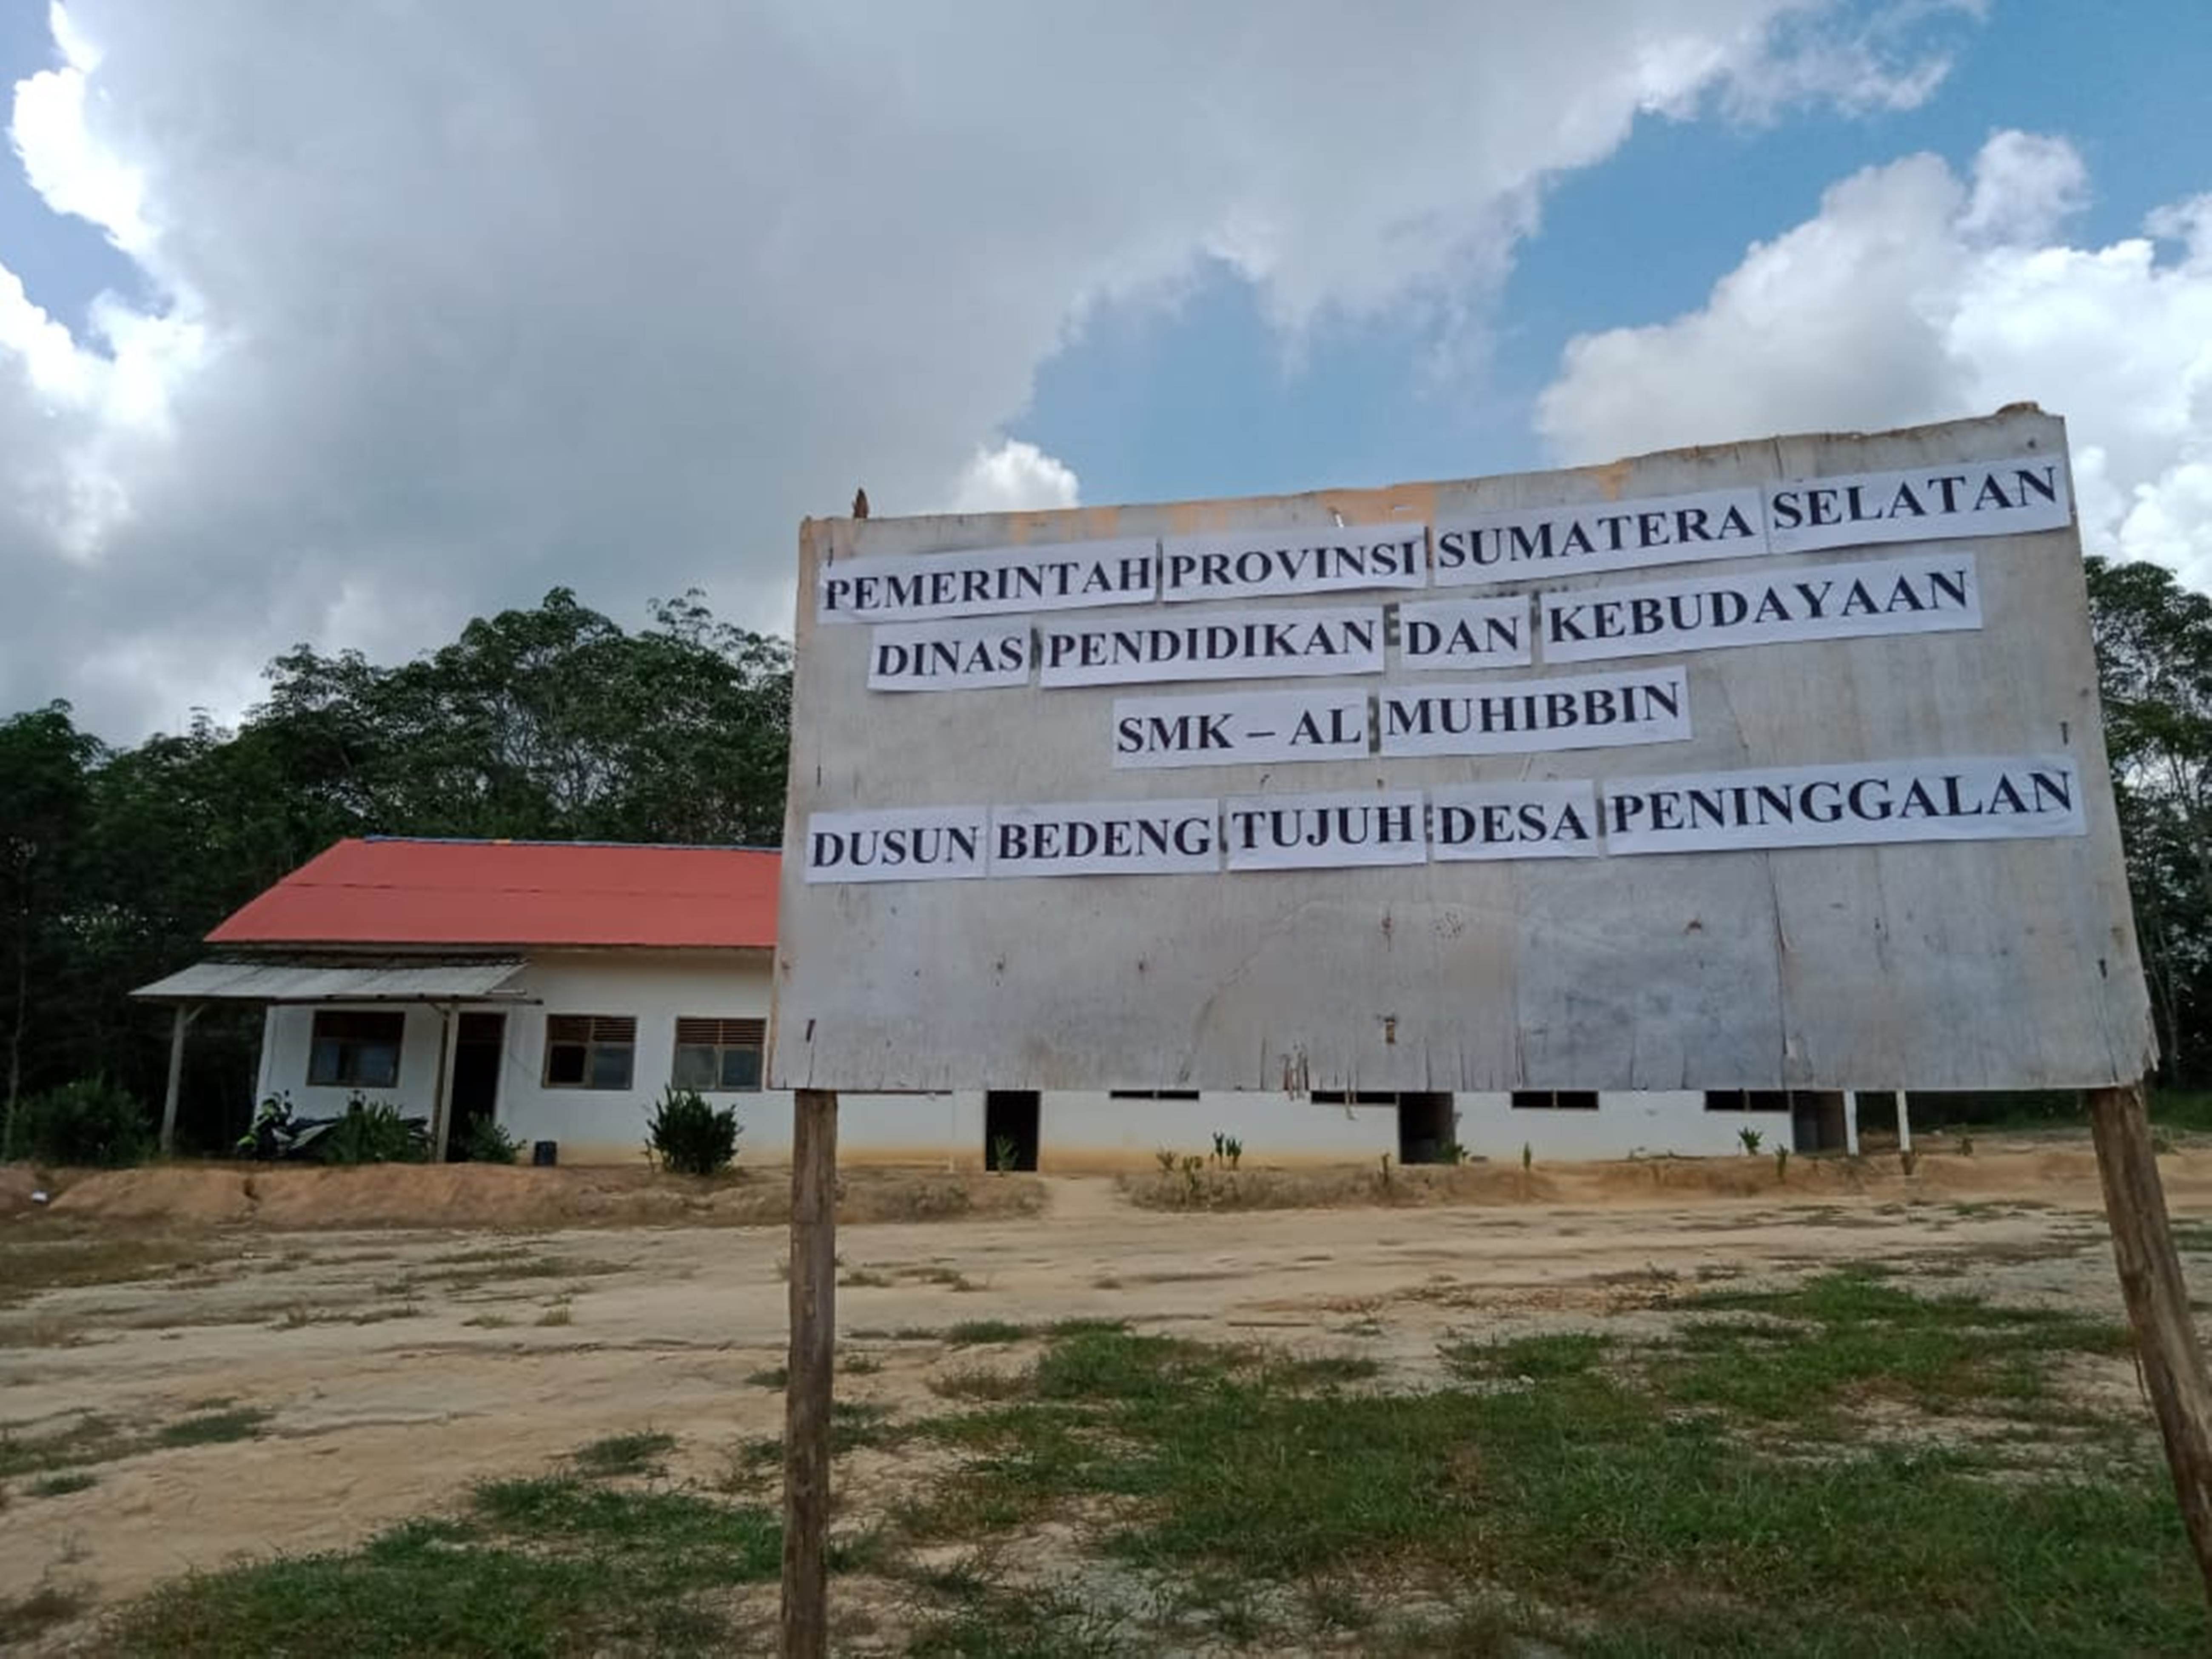 PEMERINTAH PROVINSI SUMATERA SELATAN
DINAS PENDIDIKAN DAN KEBUDAYAAN
SMK – AL MUHIBBIN
DUSUN BEDENG TUJUH DESA PENINGGALAN